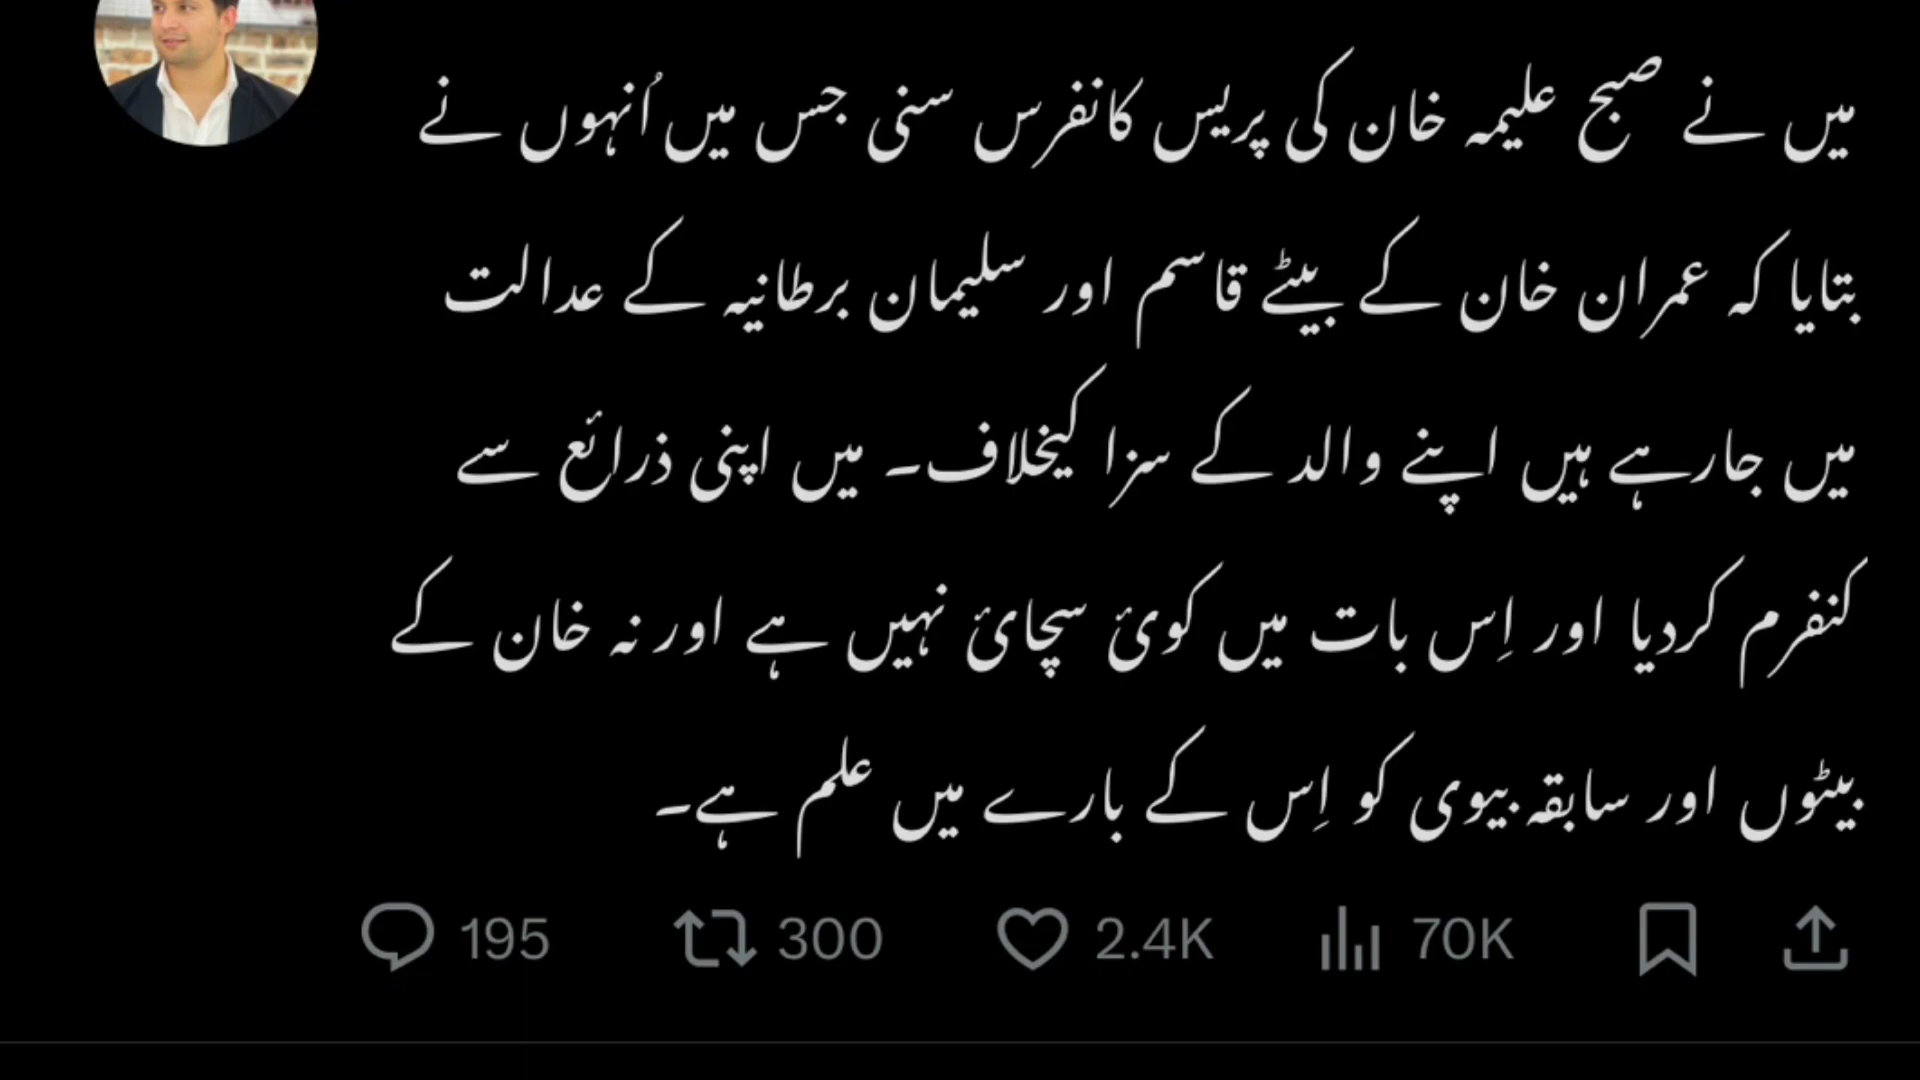 میں نے صبح علیمہ خان کی پریس کانفرس سنی جس میں اُنہوں نے
بتایا کہ عمران خان کے بیٹے قاسم اور سلیمان برطانیہ کے عدالت
میں جارہے ہیں اپنے والد کے سزا کیخلاف۔ میں اپنی ذرائع سے
کنفرم کردیا اور اِس بات میں کوئ سچائ نہیں ہے اور نہ خان کے
بیٹوں اور سابقہ بیوی کو اِس کے بارے میں علم ہے۔
195 300 2.4K 70K